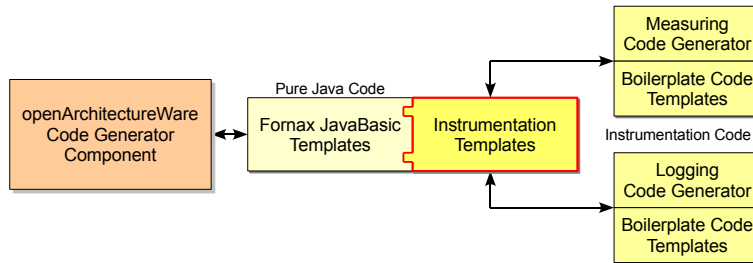 openArchitectureWare
Code Generator
Component
Pure Java Code
Fornax JavaBasic
Templates
Instrumentation
Templates
Measuring
Code Generator
Boilerplate Code
Templates
Instrumentation Code
Logging
Code Generator
Boilerplate Code
Templates